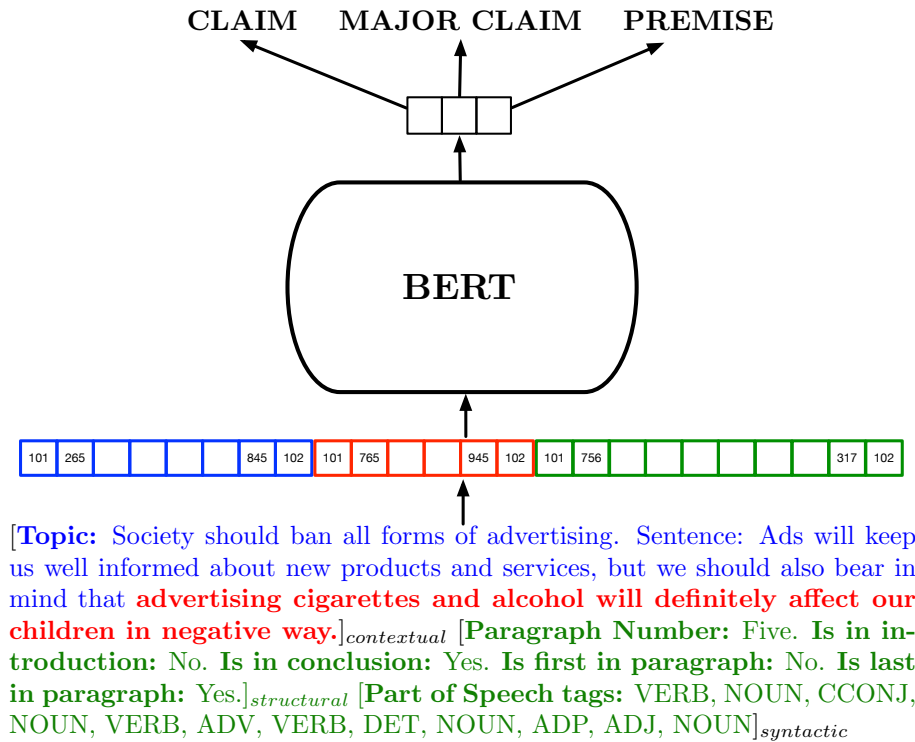 CLAIM MAJOR CLAIM PREMISE
BERT
101 265 845 102 101 765 945 102 101 756 317 102
[Topic: Society should ban all forms of advertising. Sentence: Ads will keep
us well informed about new products and services, but we should also bear in
mind that advertising cigarettes and alcohol will definitely affect our
children in negative way.]contextual [Paragraph Number: Five. Is in in-
troduction: No. Is in conclusion: Yes. Is first in paragraph: No. Is last
in paragraph: Yes.]structural [Part of Speech tags: VERB, NOUN, CCONJ,
NOUN, VERB, ADV, VERB, DET, NOUN, ADP, ADJ, NOUN]syntactic